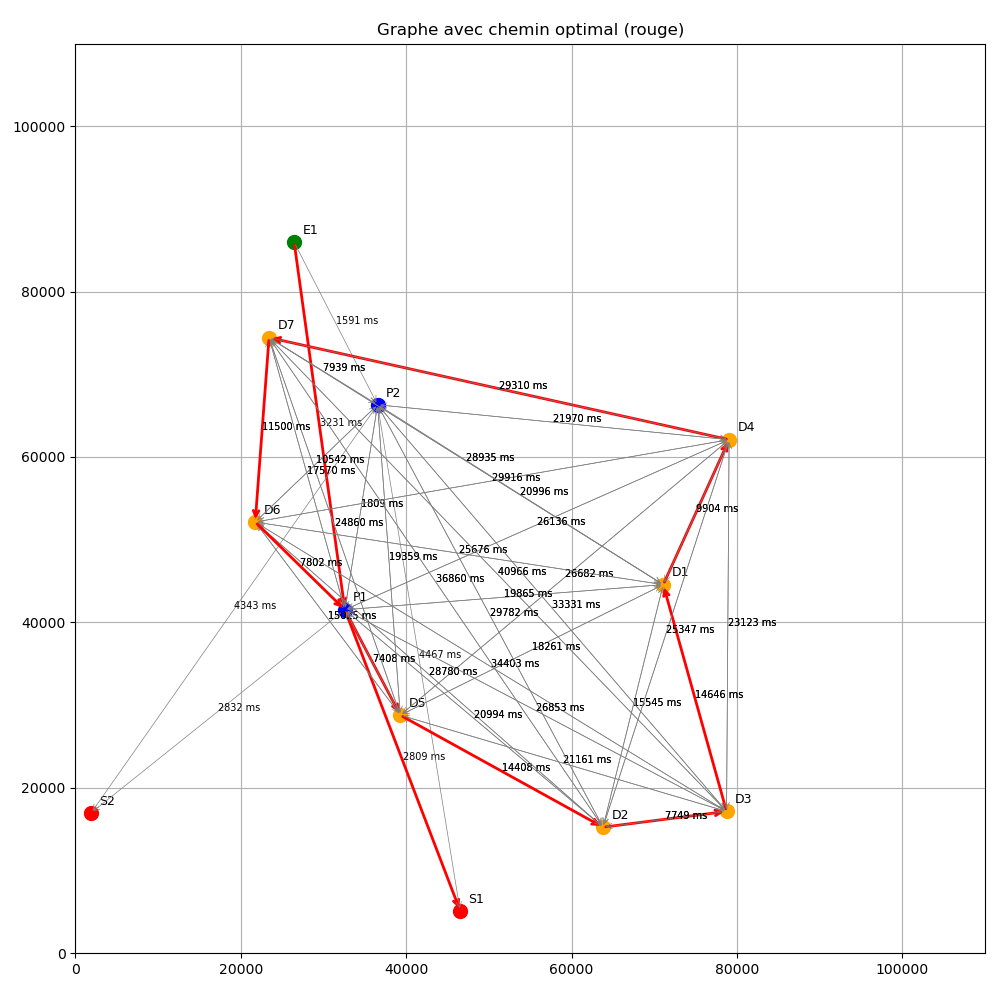 Graphe avec chemin optimal (rouge)
100000
80000
60000
40000
20000
0
E1
1591 ms
D7
7939 ms
P2
29310 ms
21970 ms
D4
11500 ms
3231 ms
10542 ms
17570 ms
28935 ms
29916 ms
20996 ms
D6
1809 ms
24860 ms
26136 ms
9904 ms
7802 ms
19359 ms
25676 ms
40966 ms
36860 ms
26682 ms
D1
4343 ms
P1
19865 ms
33331 ms
29782 ms
25347 ms
23123 ms
7408 ms
4467 ms
28780 ms
34403 ms
18261 ms
2832 ms
D5
20994 ms
26853 ms
15545 ms
14646 ms
2809 ms
14408 ms
21161 ms
S2
D2
7749 ms
D3
S1
0
20000
40000
60000
80000
100000